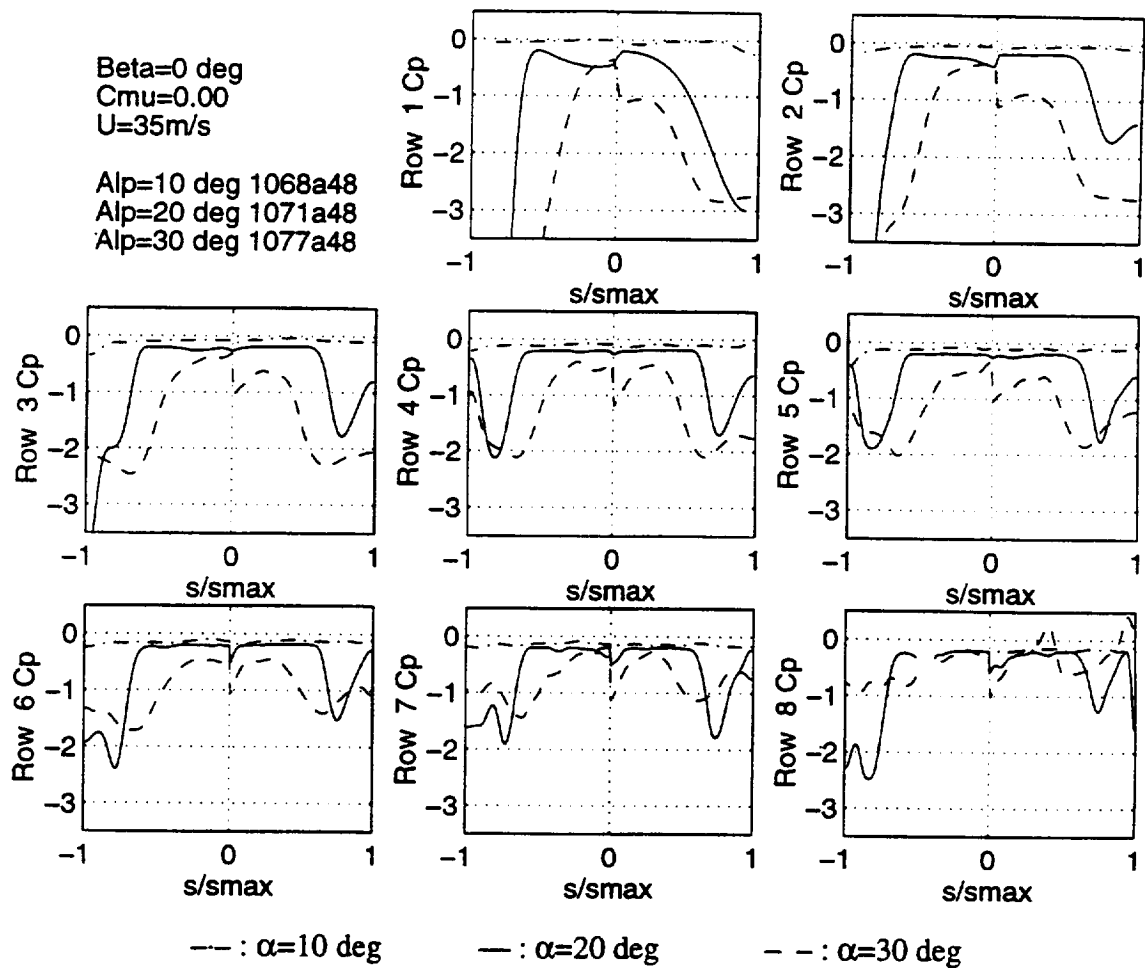 Beta=0 deg
Cmu=0.00
U=35m/s
Alp=10 deg 1068a48
Alp=20 deg 1071a48
Alp=30 deg 1077a48
Row 1 Cp
0
−1
−2
−3
−1 0 1
s/smax
Row 2 Cp
0
−1
−2
−3
−1 0 1
s/smax
Row 3 Cp
0
−1
−2
−3
−1 0 1
s/smax
Row 4 Cp
0
−1
−2
−3
−1 0 1
s/smax
Row 5 Cp
0
−1
−2
−3
−1 0 1
s/smax
Row 6 Cp
0
−1
−2
−3
−1 0 1
s/smax
Row 7 Cp
0
−1
−2
−3
−1 0 1
s/smax
Row 8 Cp
0
−1
−2
−3
−1 0 1
s/smax
−·− : α=10 deg — : α=20 deg − − : α=30 deg